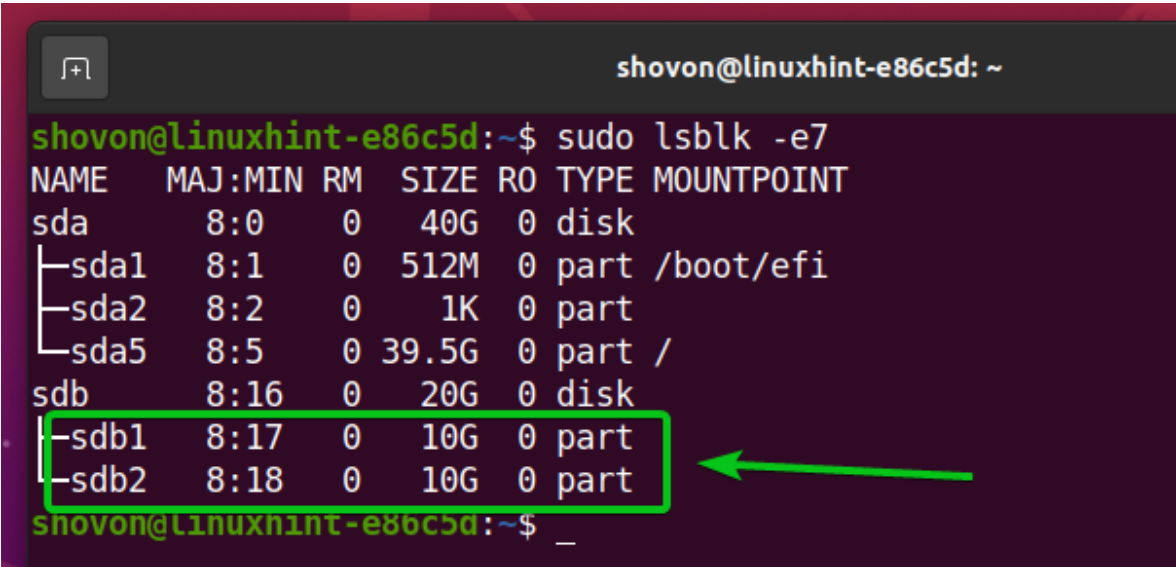 shovon@linuxhint-e86c5d: ~
shovon@linuxhint-e86c5d:~$ sudo lsblk -e7
NAME   MAJ:MIN RM  SIZE RO TYPE MOUNTPOINT
sda      8:0    0   40G  0 disk
├─sda1   8:1    0  512M  0 part /boot/efi
├─sda2   8:2    0    1K  0 part
└─sda5   8:5    0 39.5G  0 part /
sdb      8:16   0   20G  0 disk
├─sdb1   8:17   0   10G  0 part
└─sdb2   8:18   0   10G  0 part
shovon@linuxhint-e86c5d:~$ _